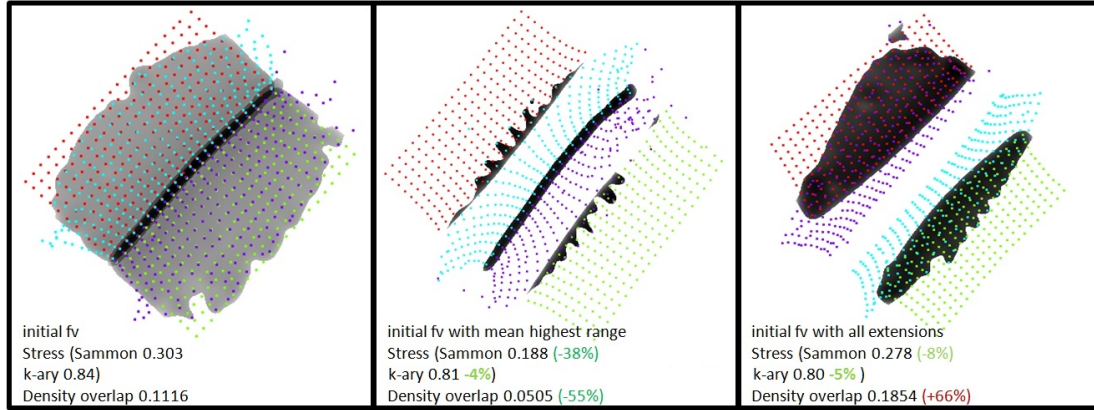 initial fv
Stress (Sammon 0.303
k-ary 0.84)
Density overlap 0.1116
initial fv with mean highest range
Stress (Sammon 0.188 (-38%)
k-ary 0.81 -4%)
Density overlap 0.0505 (-55%)
initial fv with all extensions
Stress (Sammon 0.278 (-8%)
k-ary 0.80 -5% )
Density overlap 0.1854 (+66%)